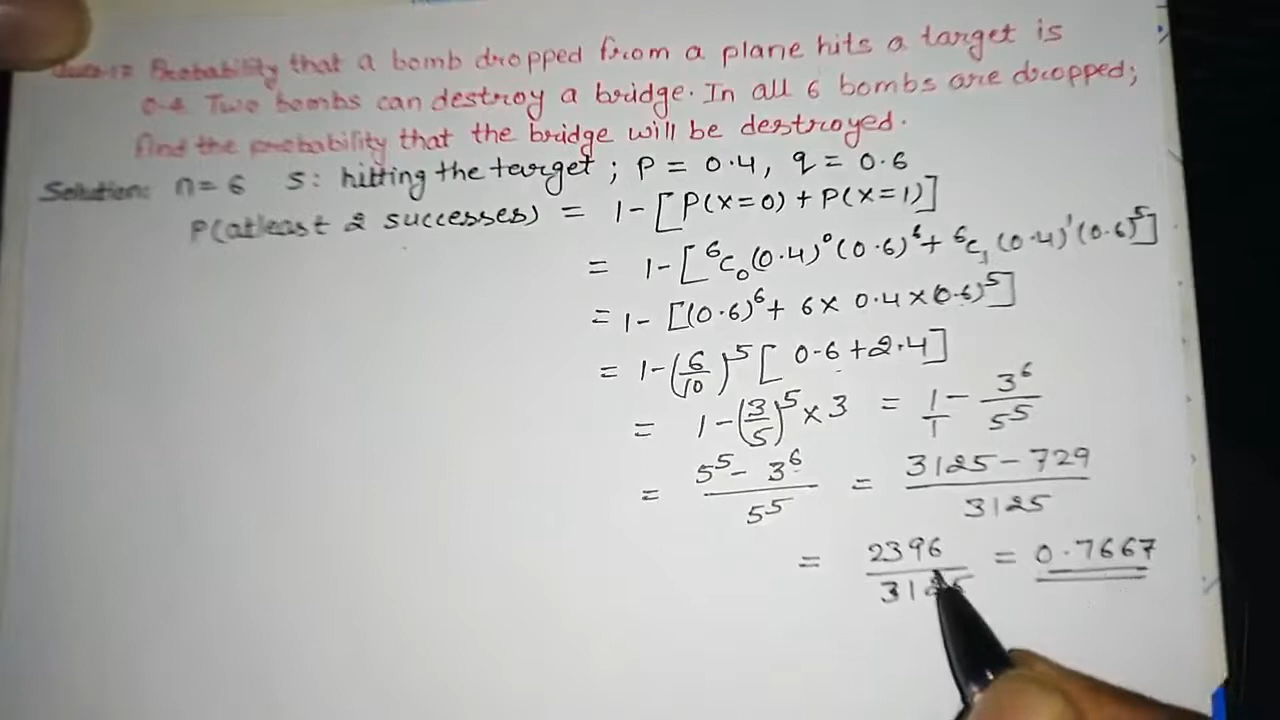 Probability that a bomb dropped from a plane hits a target is
0.4 Two bombs can destroy a bridge. In all 6 bombs are dropped;
find the probability that the bridge will be destroyed.
Solution: n = 6 S: hitting the target ; P = 0.4, q = 0.6
P(atleast 2 successes) = 1 - [P(X=0) + P(X=1)]
= 1 - [⁶C₀ (0.4)⁰ (0.6)⁶ + ⁶C₁ (0.4)¹ (0.6)⁵]
= 1 - [(0.6)⁶ + 6 × 0.4 × (0.6)⁵]
= 1 - (6/10)⁵ [0.6 + 2.4]
= 1 - (3/5)⁵ × 3 = 1/1 - 3⁶/5⁵
= 5⁵ - 3⁶ / 5⁵ = 3125 - 729 / 3125
= 2396 / 3125 = 0.7667